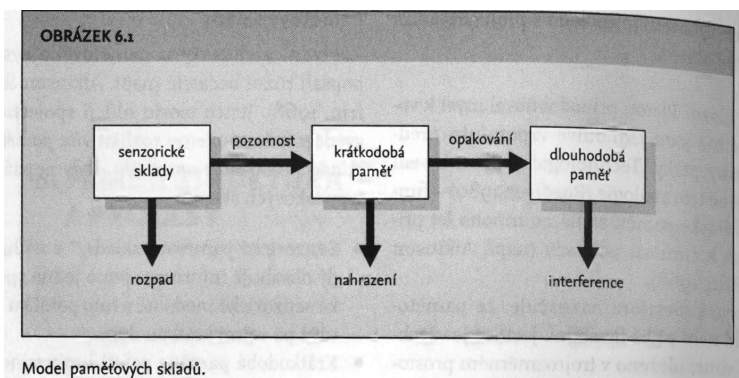 OBRÁZEK 6.1
senzorické
sklady
pozornost
krátkodobá
paměť
opakování
dlouhodobá
paměť
rozpad
nahrazení
interference
Model paměťových skladů.